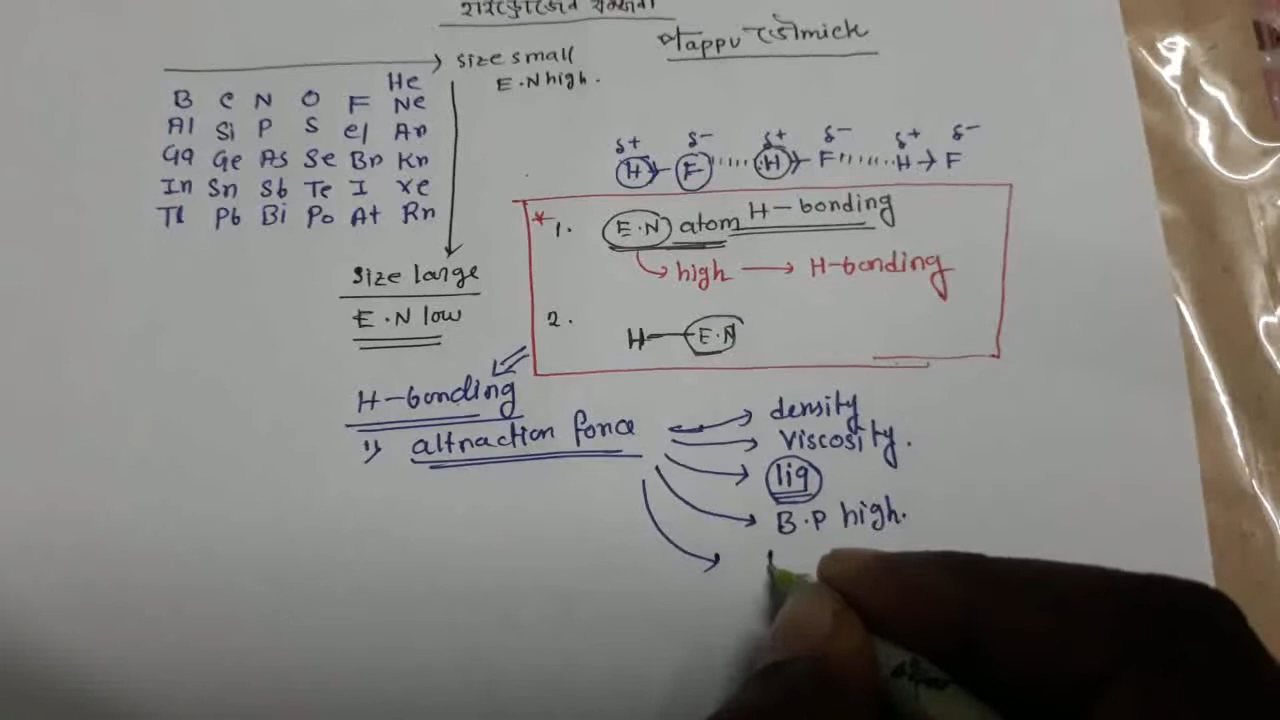 size small
E.N high.
He
B C N O F Ne
Al Si P S Cl Ar
Ga Ge As Se Br Kr
In Sn Sb Te I Xe
Tl Pb Bi Po At Rn
size large
E.N low
δ+ δ- δ+ δ- δ+ δ-
H F H F H F
* 1. E.N atom H-bonding
high → H-bonding
2. H-E.N
H-bonding
1) attraction force
density
viscosity.
liq
B.P high.